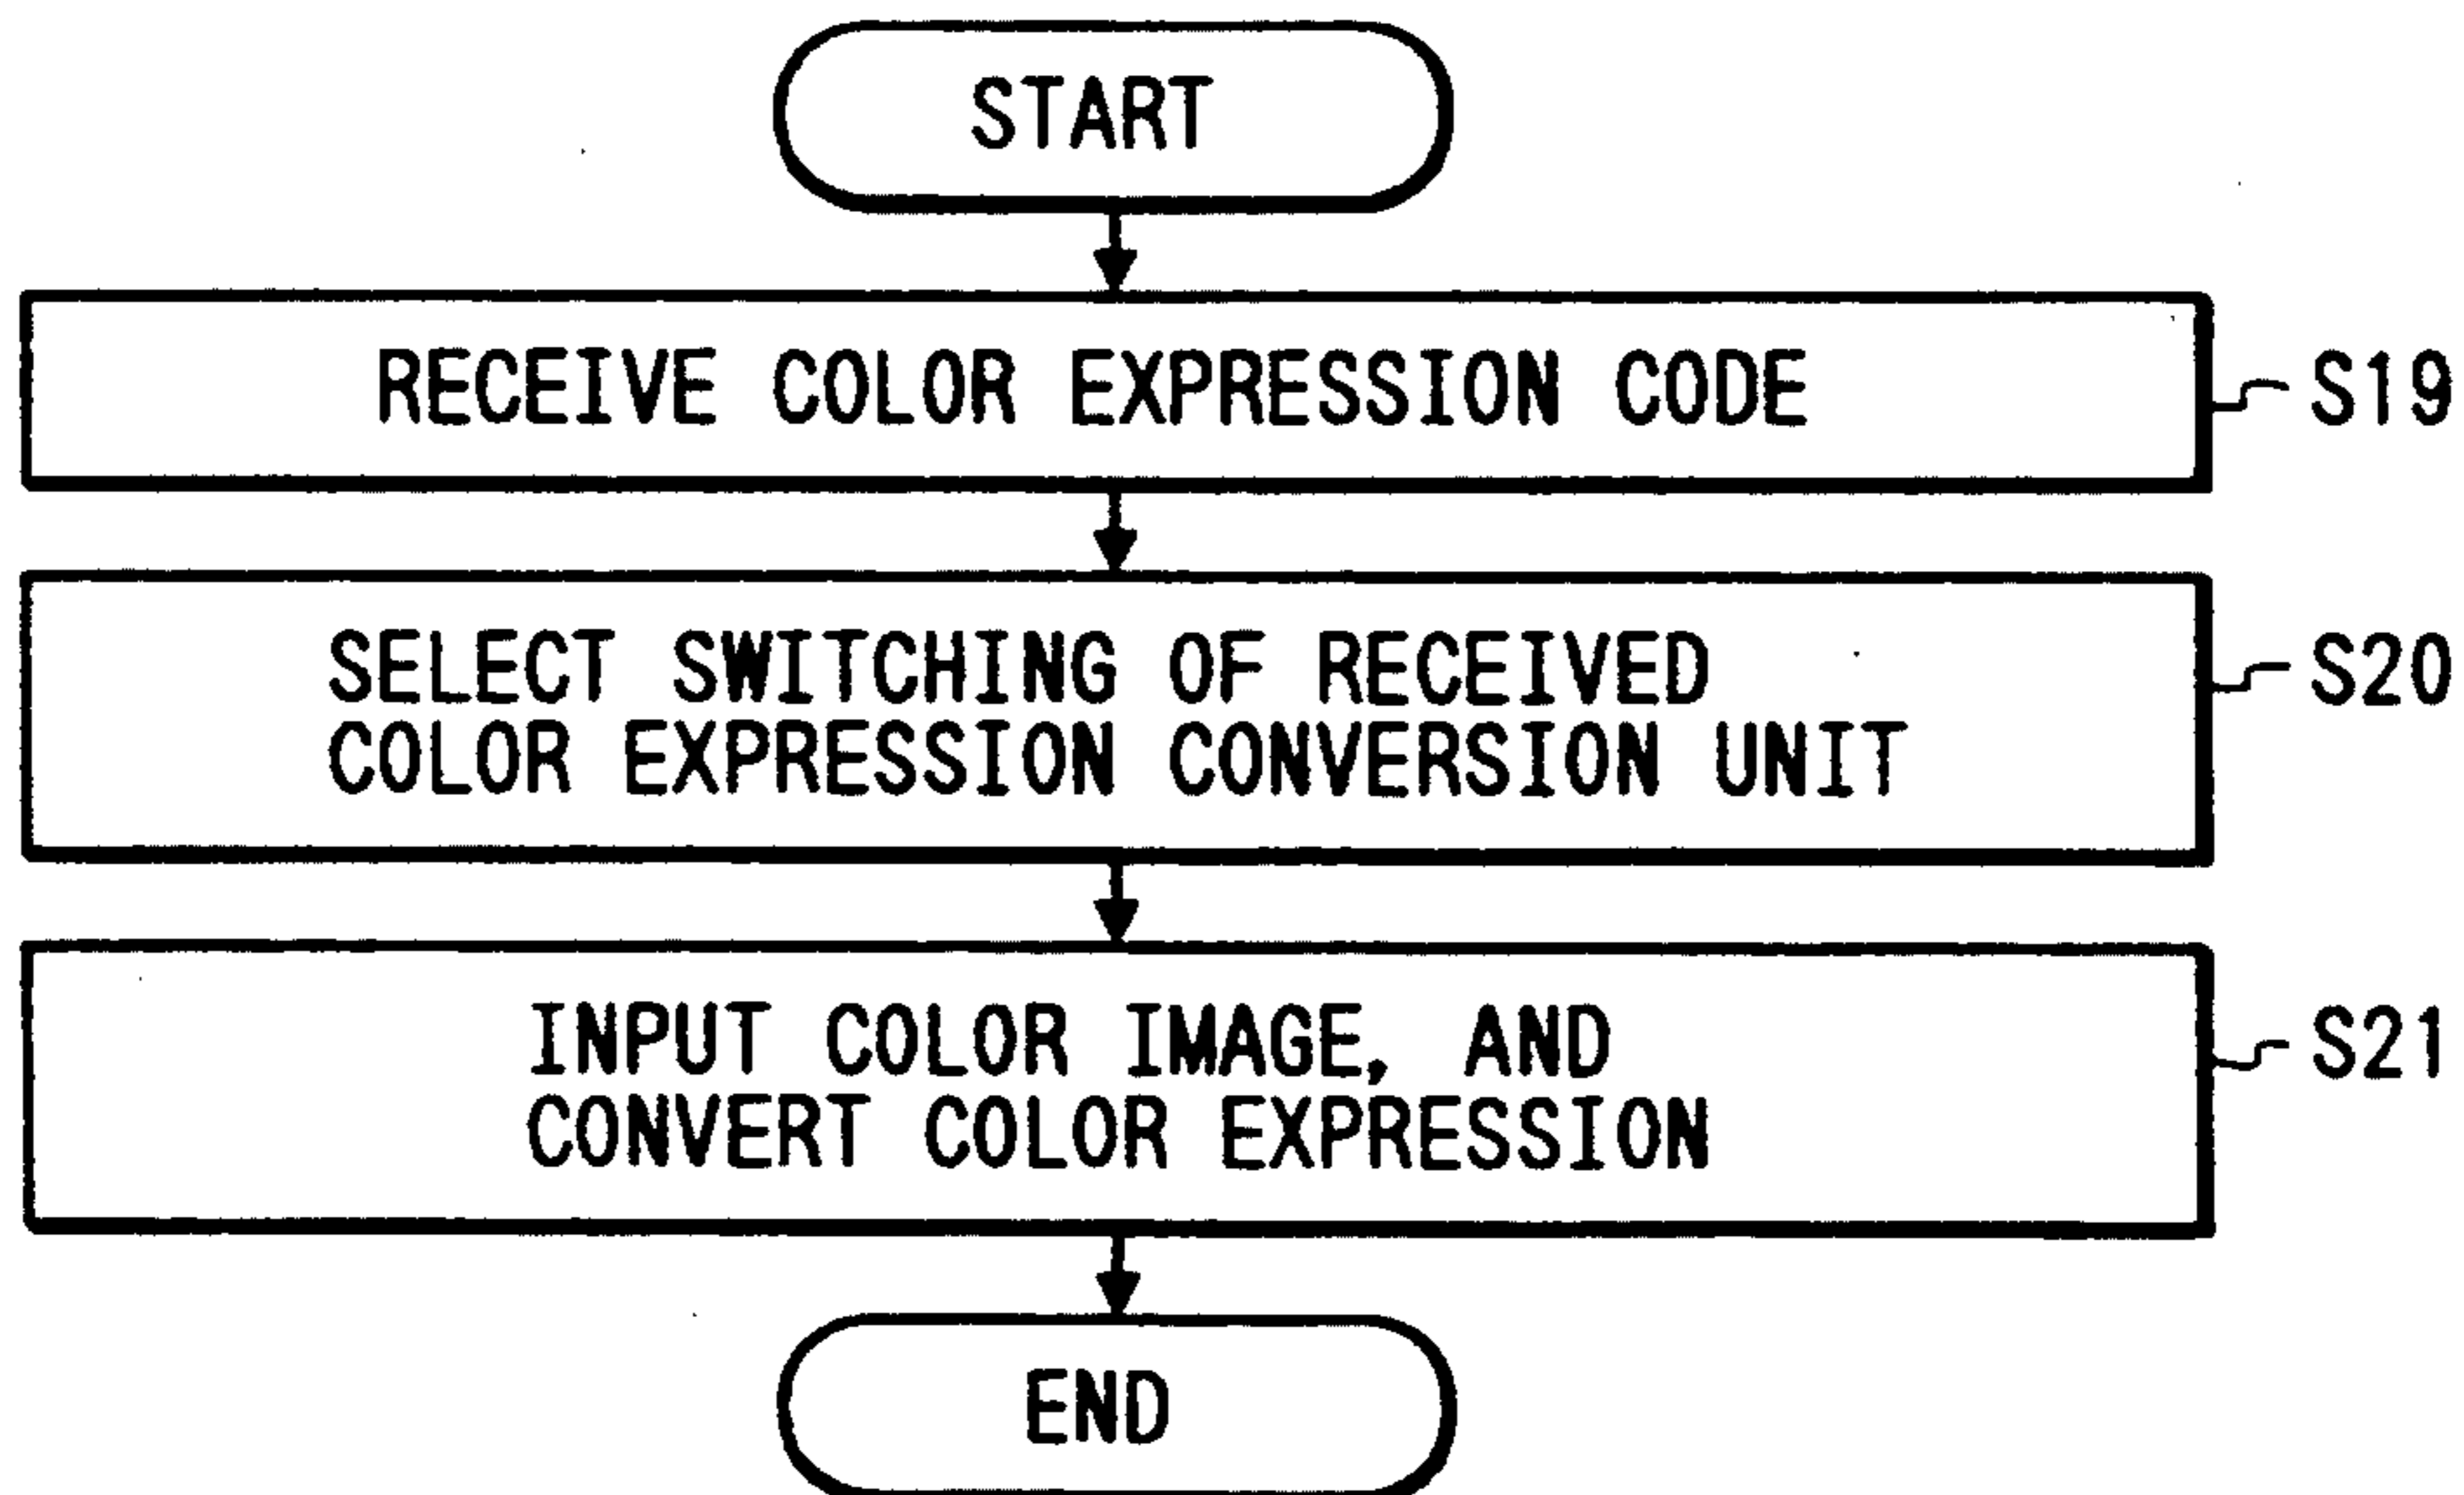 START
RECEIVE COLOR EXPRESSION CODE
S19
SELECT SWITCHING OF RECEIVED
COLOR EXPRESSION CONVERSION UNIT
S20
INPUT COLOR IMAGE, AND
CONVERT COLOR EXPRESSION
S21
END